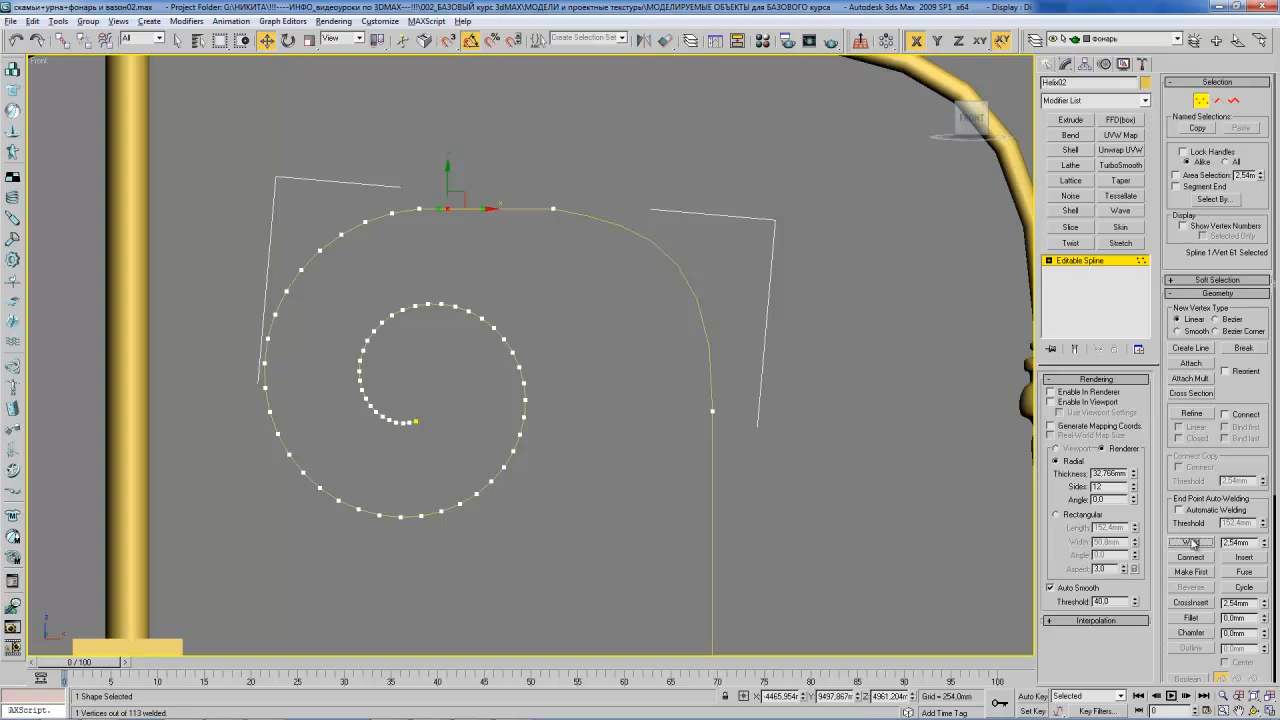 скамьи+урна+фонарь и вазон02.max - Project Folder: G:\НИКИТА\!!!----ИНФО_видеоуроки по 3DMAX---!!!\002_БАЗОВЫЙ курс 3dMAX\МОДЕЛИ и проектные текстуры\МОДЕЛИРУЕМЫЕ ОБЪЕКТЫ для БАЗОВОГО курса - Autodesk 3ds Max 2009 SP1 x64 - Display : Di
File Edit Tools Group Views Create Modifiers Animation Graph Editors Rendering Customize MAXScript Help
All View Create Selection Set X Y Z XY Фонарь
Front
FRONT
Helix02
Modifier List
Extrude FFD(box)
Bend UVW Map
Shell Unwrap UVW
Lathe TurboSmooth
Lattice Taper
Noise Tessellate
Shell Wave
Slice Skin
Twist Stretch
Editable Spline
Rendering
Enable In Renderer
Enable In Viewport
Use Viewport Settings
Generate Mapping Coords.
Real-World Map Size
Viewport Renderer
Radial
Thickness: 32,766mm
Sides: 12
Angle: 0,0
Rectangular
Length: 152,4mm
Width: 50,8mm
Angle: 0,0
Aspect: 3,0
Auto Smooth
Threshold: 40,0
Interpolation
Selection
Named Selections:
Copy Paste
Lock Handles
Alike All
Area Selection: 2,54m
Segment End
Select By...
Display
Show Vertex Numbers
Selected Only
Spline 1/Vert 61 Selected
Soft Selection
Geometry
New Vertex Type
Linear Bezier
Smooth Bezier Corner
Create Line Break
Attach Reorient
Attach Mult.
Cross Section
Refine Connect
Linear Bind first
Closed Bind last
Connect Copy
Connect
Threshold 2,54mm
End Point Auto-Welding
Automatic Welding
Threshold 152,4mm
2,54mm
Connect Insert
Make First Fuse
Reverse Cycle
CrossInsert 2,54mm
Fillet 0,0mm
Chamfer 0,0mm
Outline 0,0mm
Center
Boolean
0 / 100
5 10 15 20 25 30 35 40 45 50 55 60 65 70 75 80 85 90 95 100
1 Shape Selected X: -4465,954m Y: 9497,867m Z: 4961,204m Grid = 254,0mm Auto Key Selected
AXScript. 1 Vertices out of 113 welded. Add Time Tag Set Key Key Filters... 0